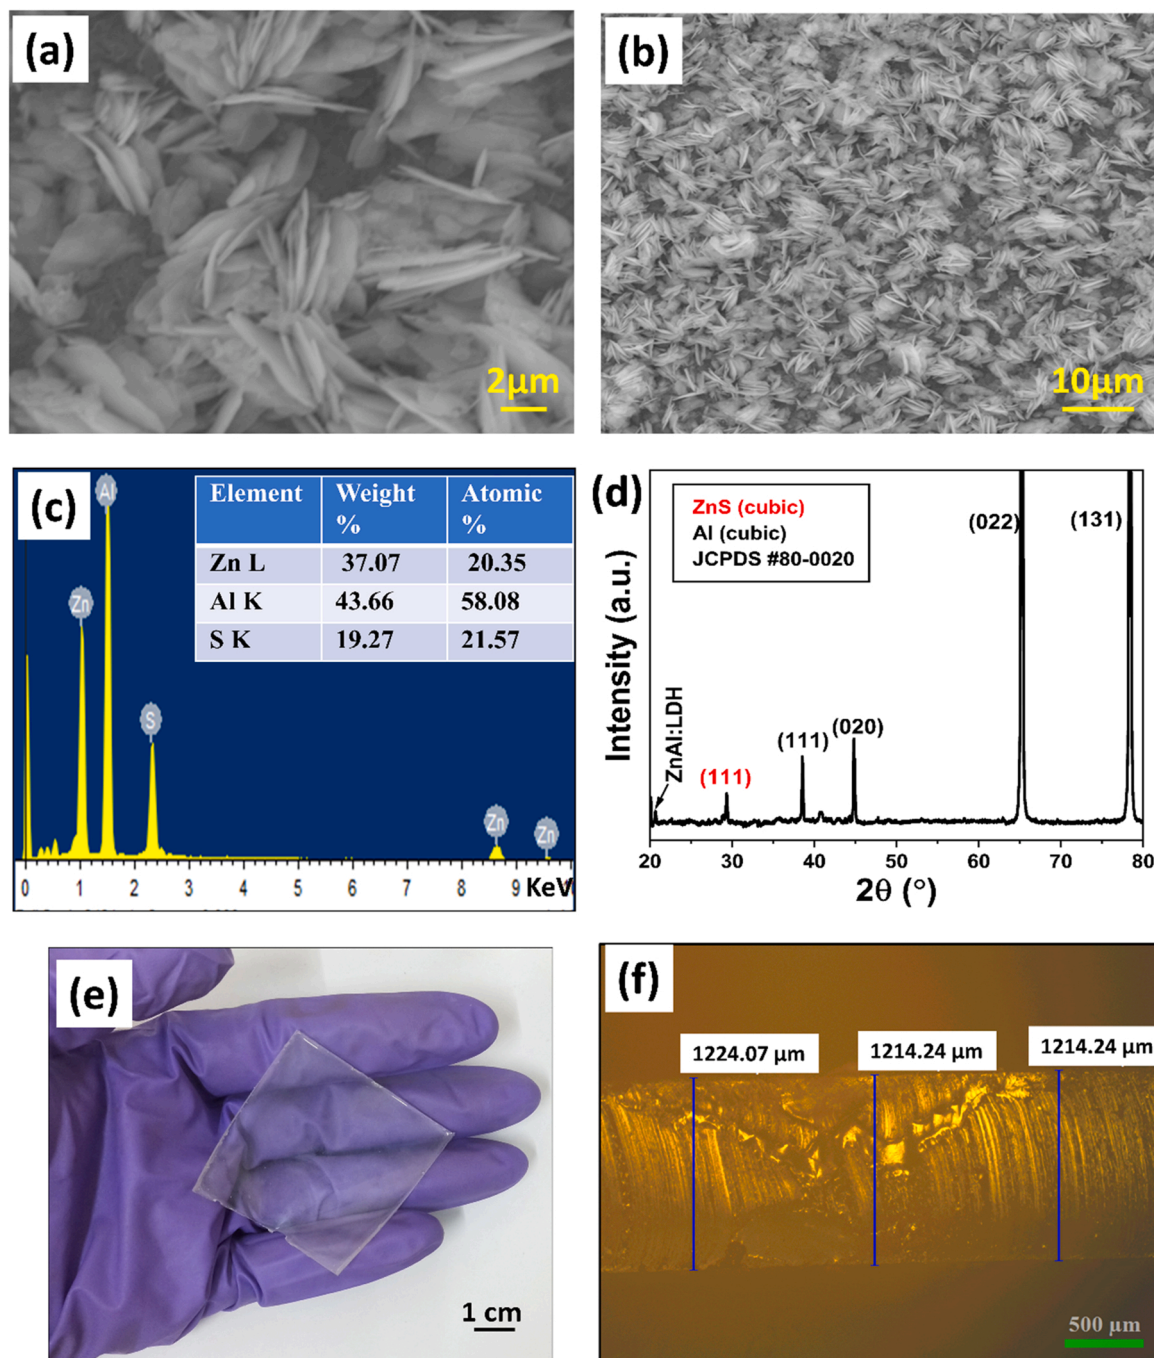 (a)
2μm
(b)
10μm
(c)
Al
Zn
S
Zn
Zn
Element Weight % Atomic %
Zn L 37.07 20.35
Al K 43.66 58.08
S K 19.27 21.57
0 1 2 3 4 5 6 7 8 9 KeV
(d)
ZnS (cubic)
Al (cubic)
JCPDS #80-0020
(022)
(131)
ZnAl:LDH
(111)
(111)
(020)
Intensity (a.u.)
20 30 40 50 60 70 80
2θ (°)
(e)
1 cm
(f)
1224.07 μm
1214.24 μm
1214.24 μm
500 μm